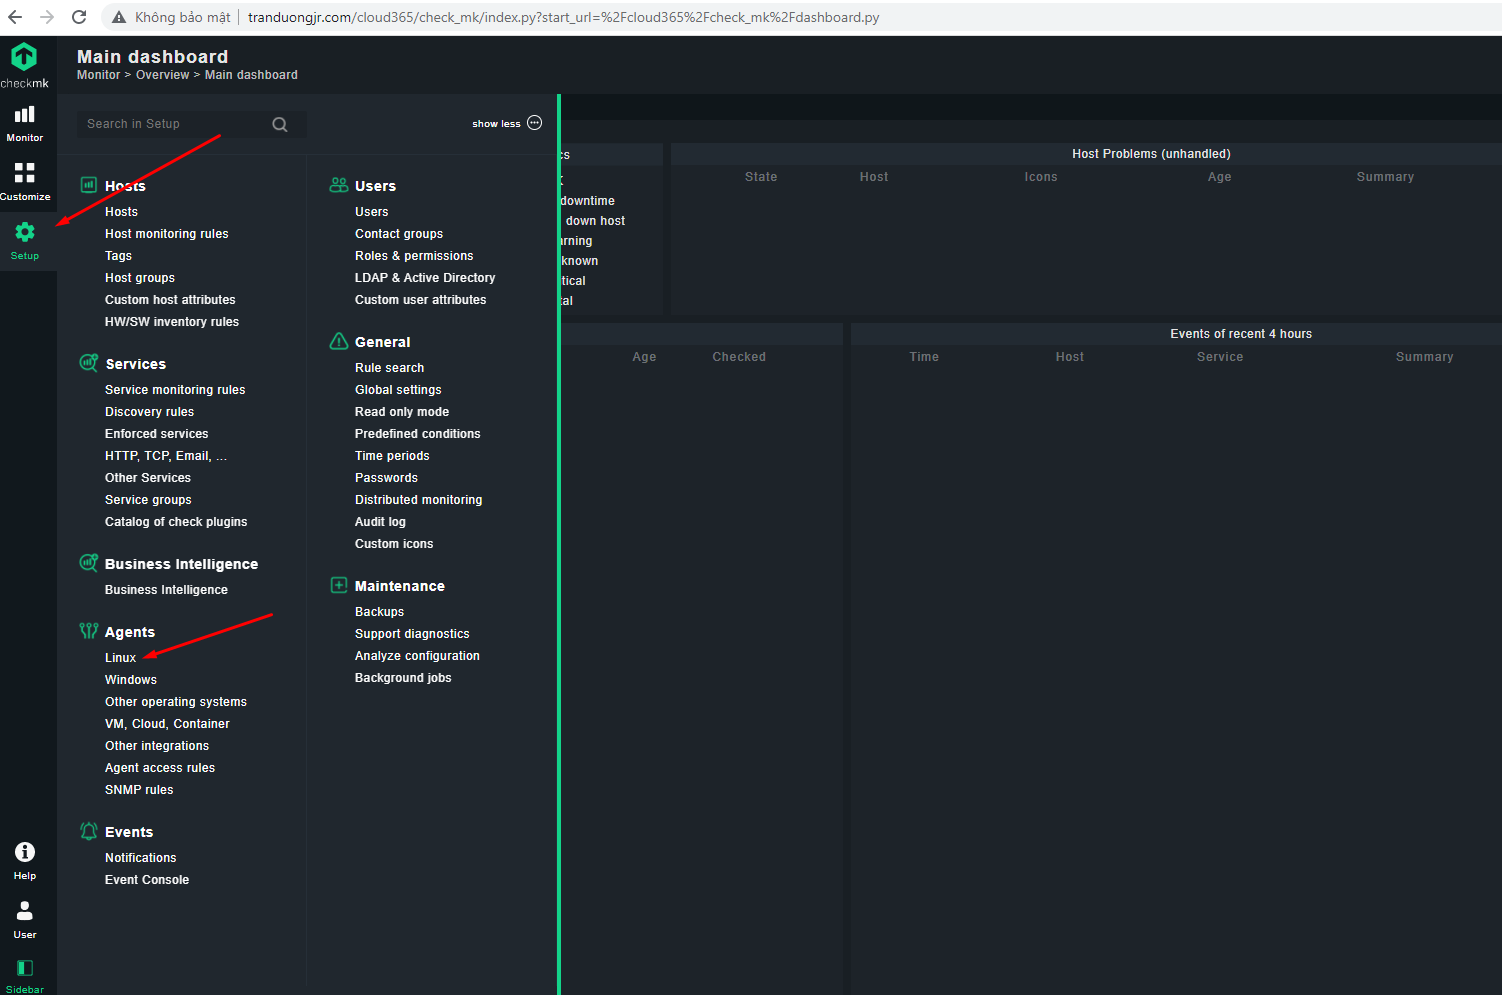 Không bảo mật
tranduongjr.com/cloud365/check_mk/index.py?start_url=%2Fcloud365%2Fcheck_mk%2Fdashboard.py
checkmk
Monitor
Customize
Setup
Help
User
Sidebar
Main dashboard
Monitor > Overview > Main dashboard
Search in Setup
show less
Hosts
Hosts
Host monitoring rules
Tags
Host groups
Custom host attributes
HW/SW inventory rules
Services
Service monitoring rules
Discovery rules
Enforced services
HTTP, TCP, Email, ...
Other Services
Service groups
Catalog of check plugins
Business Intelligence
Business Intelligence
Agents
Linux
Windows
Other operating systems
VM, Cloud, Container
Other integrations
Agent access rules
SNMP rules
Events
Notifications
Event Console
Users
Users
Contact groups
Roles & permissions
LDAP & Active Directory
Custom user attributes
General
Rule search
Global settings
Read only mode
Predefined conditions
Time periods
Passwords
Distributed monitoring
Audit log
Custom icons
Maintenance
Backups
Support diagnostics
Analyze configuration
Background jobs
cs
downtime
down host
arning
known
tical
tal
Host Problems (unhandled)
State Host Icons Age Summary
Age Checked
Events of recent 4 hours
Time Host Service Summary